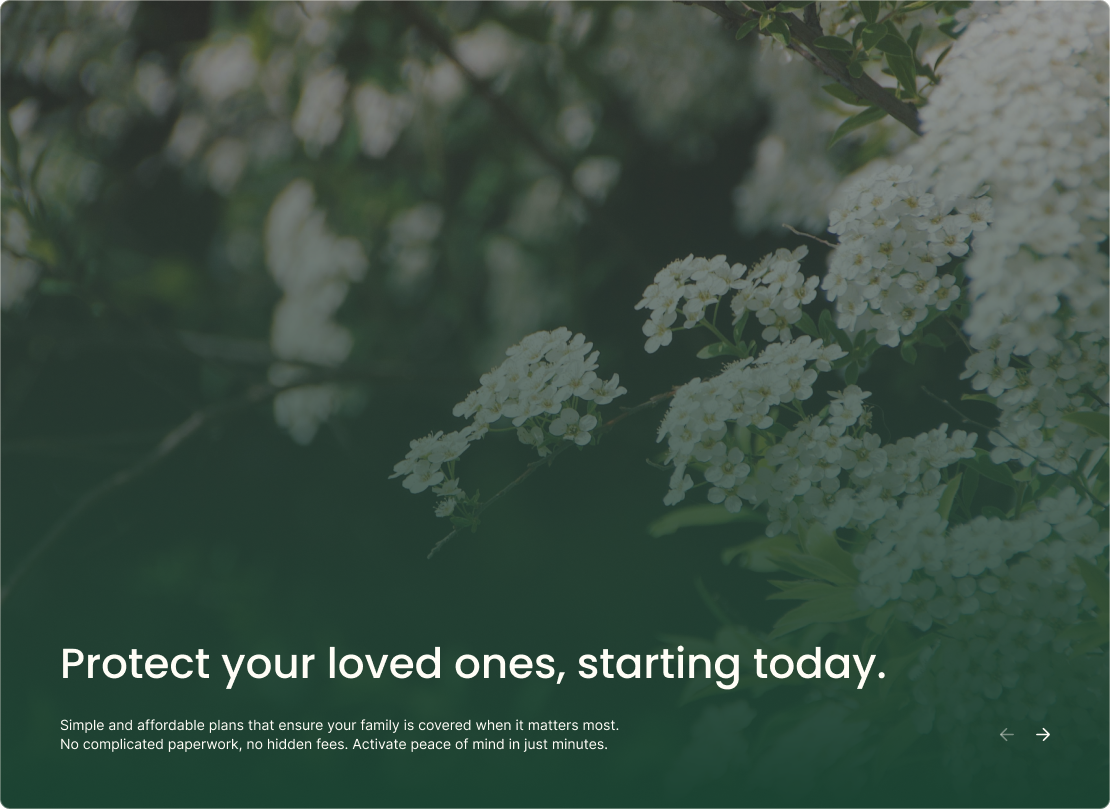 Protect your loved ones, starting today.
Simple and affordable plans that ensure your family is covered when it matters most.
No complicated paperwork, no hidden fees. Activate peace of mind in just minutes.